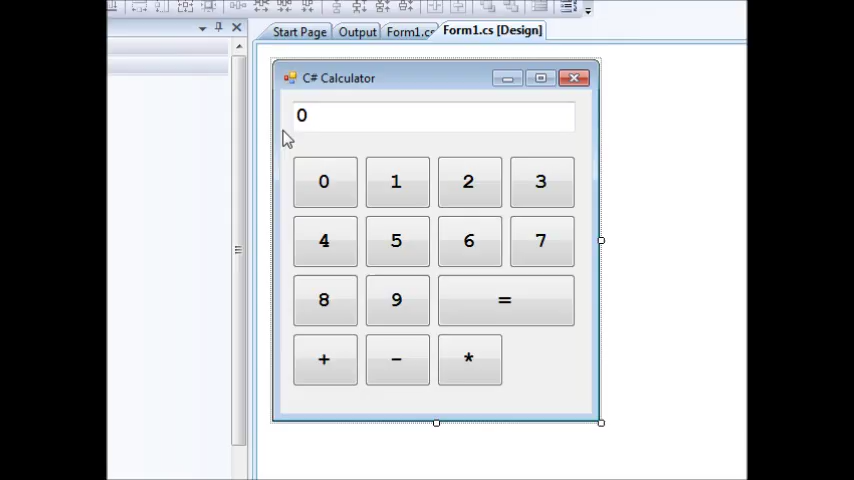 Start Page Output Form1.cs Form1.cs [Design]
C# Calculator
0
0 1 2 3
4 5 6 7
8 9 =
+ - *